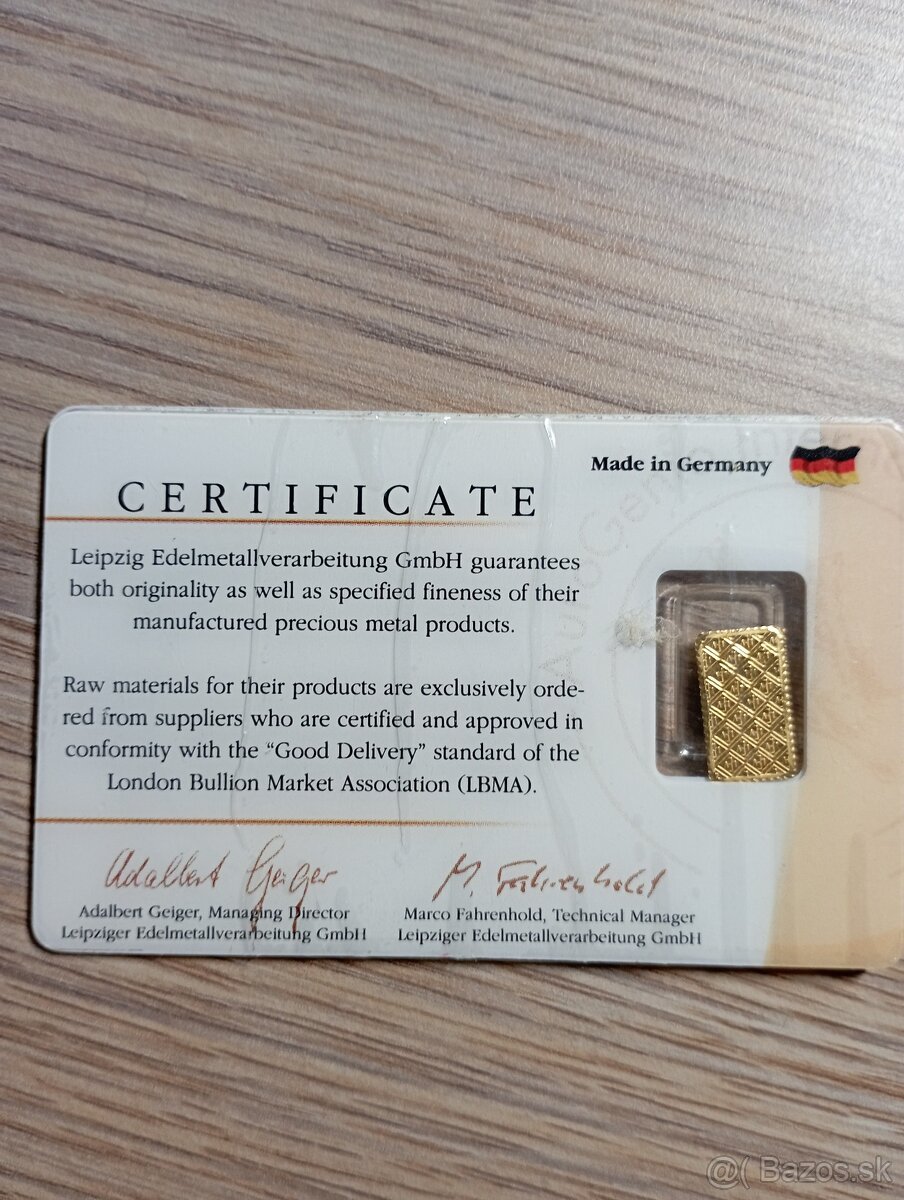 Made in Germany
CERTIFICATE
Leipzig Edelmetallverarbeitung GmbH guarantees
both originality as well as specified fineness of their
manufactured precious metal products.
Raw materials for their products are exclusively orde-
red from suppliers who are certified and approved in
conformity with the “Good Delivery” standard of the
London Bullion Market Association (LBMA).
Adalbert Geiger
M. Fahrenhold
Adalbert Geiger, Managing Director
Leipziger Edelmetallverarbeitung GmbH
Marco Fahrenhold, Technical Manager
Leipziger Edelmetallverarbeitung GmbH
@( Bazos.sk